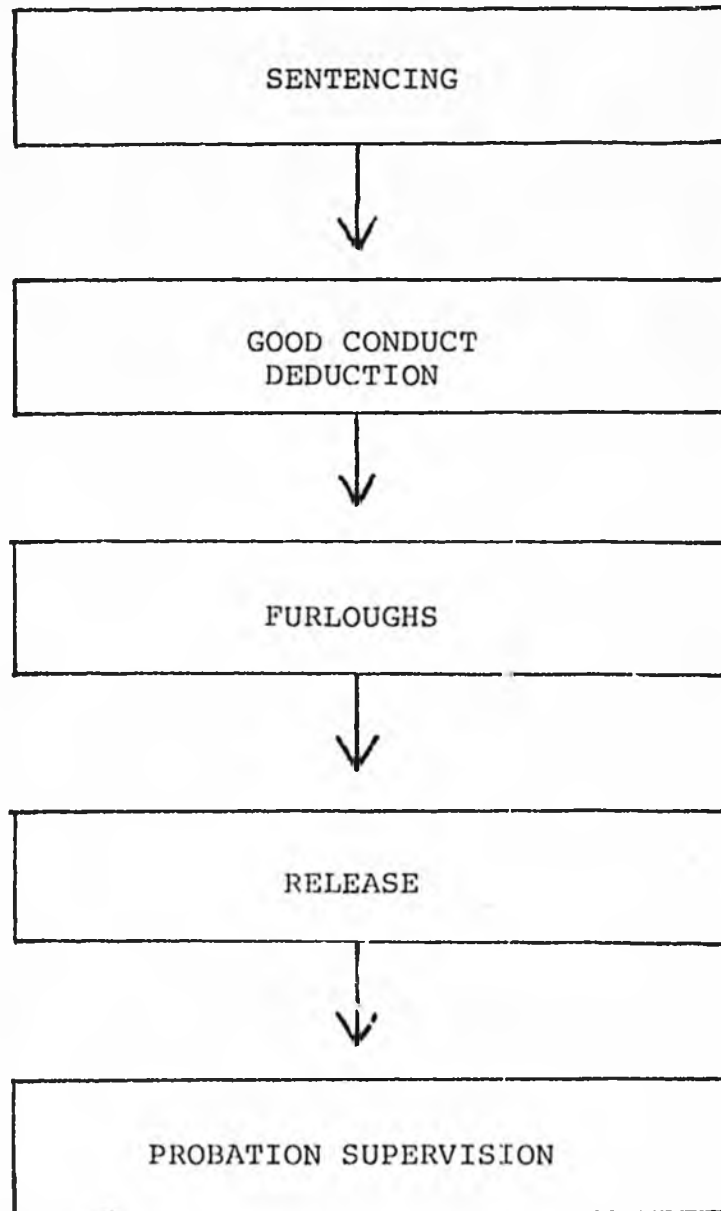 SENTENCING
GOOD CONDUCT
DEDUCTION
FURLOUGHS
RELEASE
PROBATION SUPERVISION